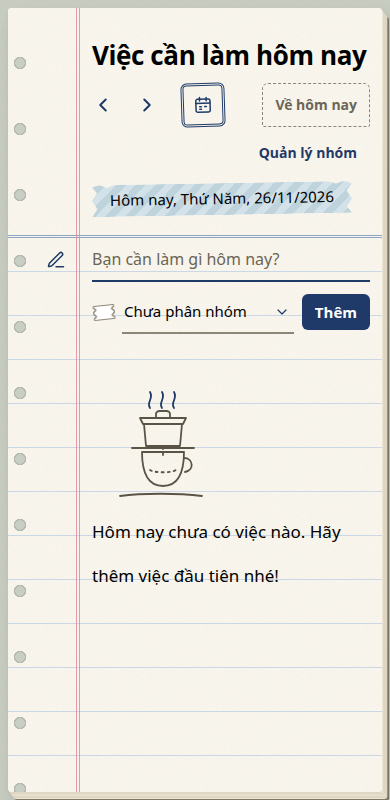 Việc cần làm hôm nay
Về hôm nay
Quản lý nhóm
Hôm nay, Thứ Năm, 26/11/2026
Bạn cần làm gì hôm nay?
Chưa phân nhóm
Thêm
Hôm nay chưa có việc nào. Hãy
thêm việc đầu tiên nhé!